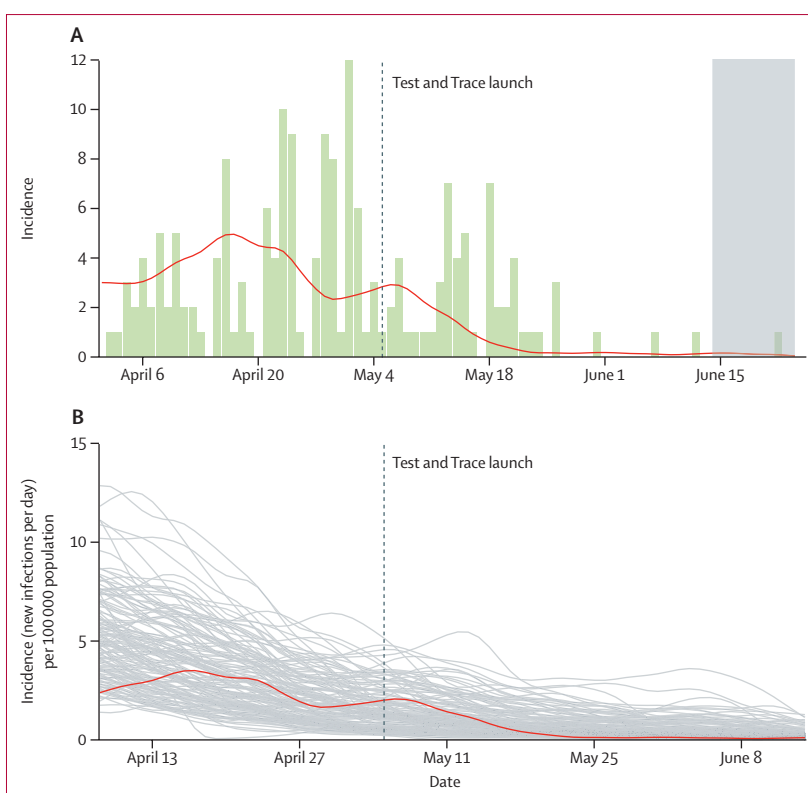 A
12
Test and Trace launch
10
8
Incidence
6
4
2
0
April 6
April 20
May 4
May 18
June 1
June 15
B
15
Test and Trace launch
Incidence (new infections per day)
per 100 000 population
10
5
0
April 13
April 27
May 11
May 25
June 8
Date